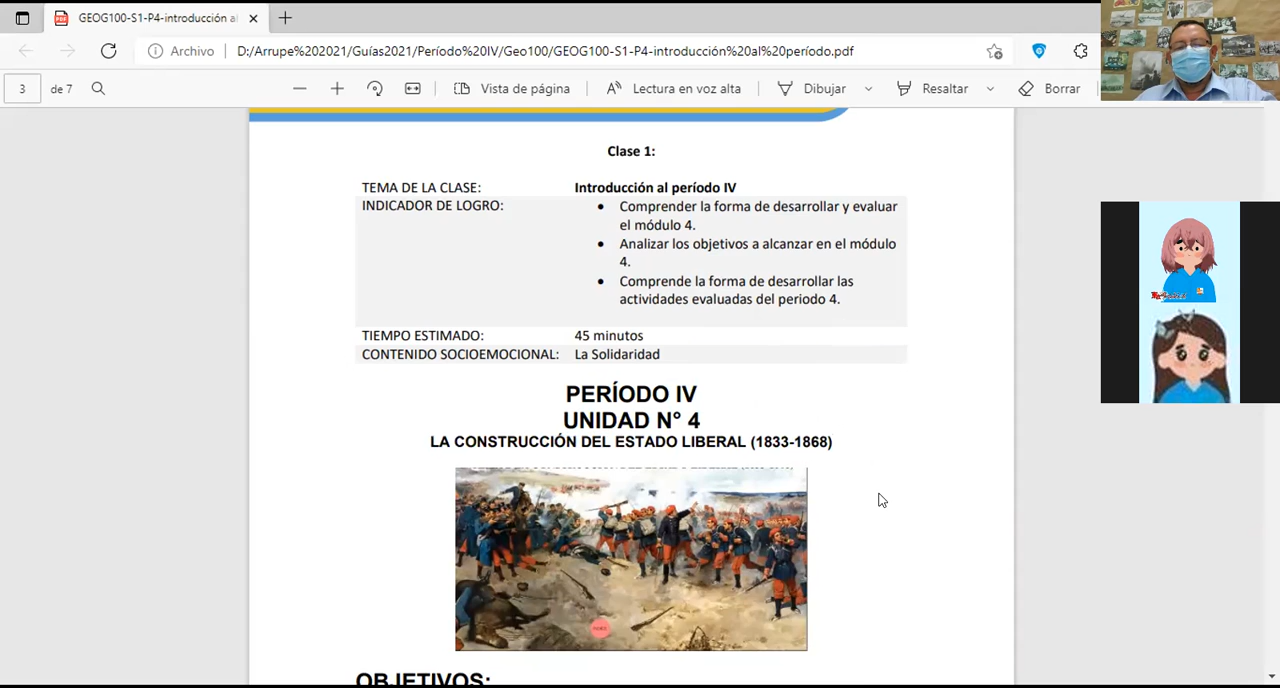 GEOG100-S1-P4-introducción al
Archivo
D:/Arrupe%202021/Guías2021/Período%20IV/Geo100/GEOG100-S1-P4-introducción%20al%20período.pdf
3
de 7
Vista de página
Lectura en voz alta
Dibujar
Resaltar
Borrar
Clase 1:
TEMA DE LA CLASE: Introducción al período IV
INDICADOR DE LOGRO: • Comprender la forma de desarrollar y evaluar
el módulo 4.
• Analizar los objetivos a alcanzar en el módulo
4.
• Comprende la forma de desarrollar las
actividades evaluadas del periodo 4.
TIEMPO ESTIMADO: 45 minutos
CONTENIDO SOCIOEMOCIONAL: La Solidaridad
PERÍODO IV
UNIDAD N° 4
LA CONSTRUCCIÓN DEL ESTADO LIBERAL (1833-1868)
OBJETIVOS: